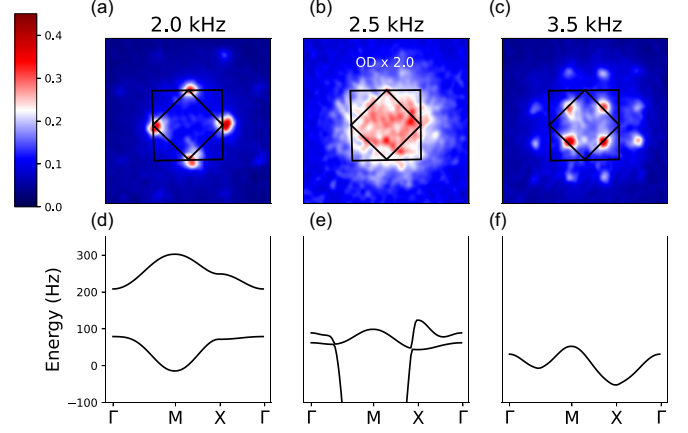 (a) 2.0 kHz (b) 2.5 kHz (c) 3.5 kHz
OD x 2.0
0.4
0.3
0.2
0.1
0.0
(d) (e) (f)
Energy (Hz)
300
200
100
0
−100
Γ M X Γ Γ M X Γ Γ M X Γ